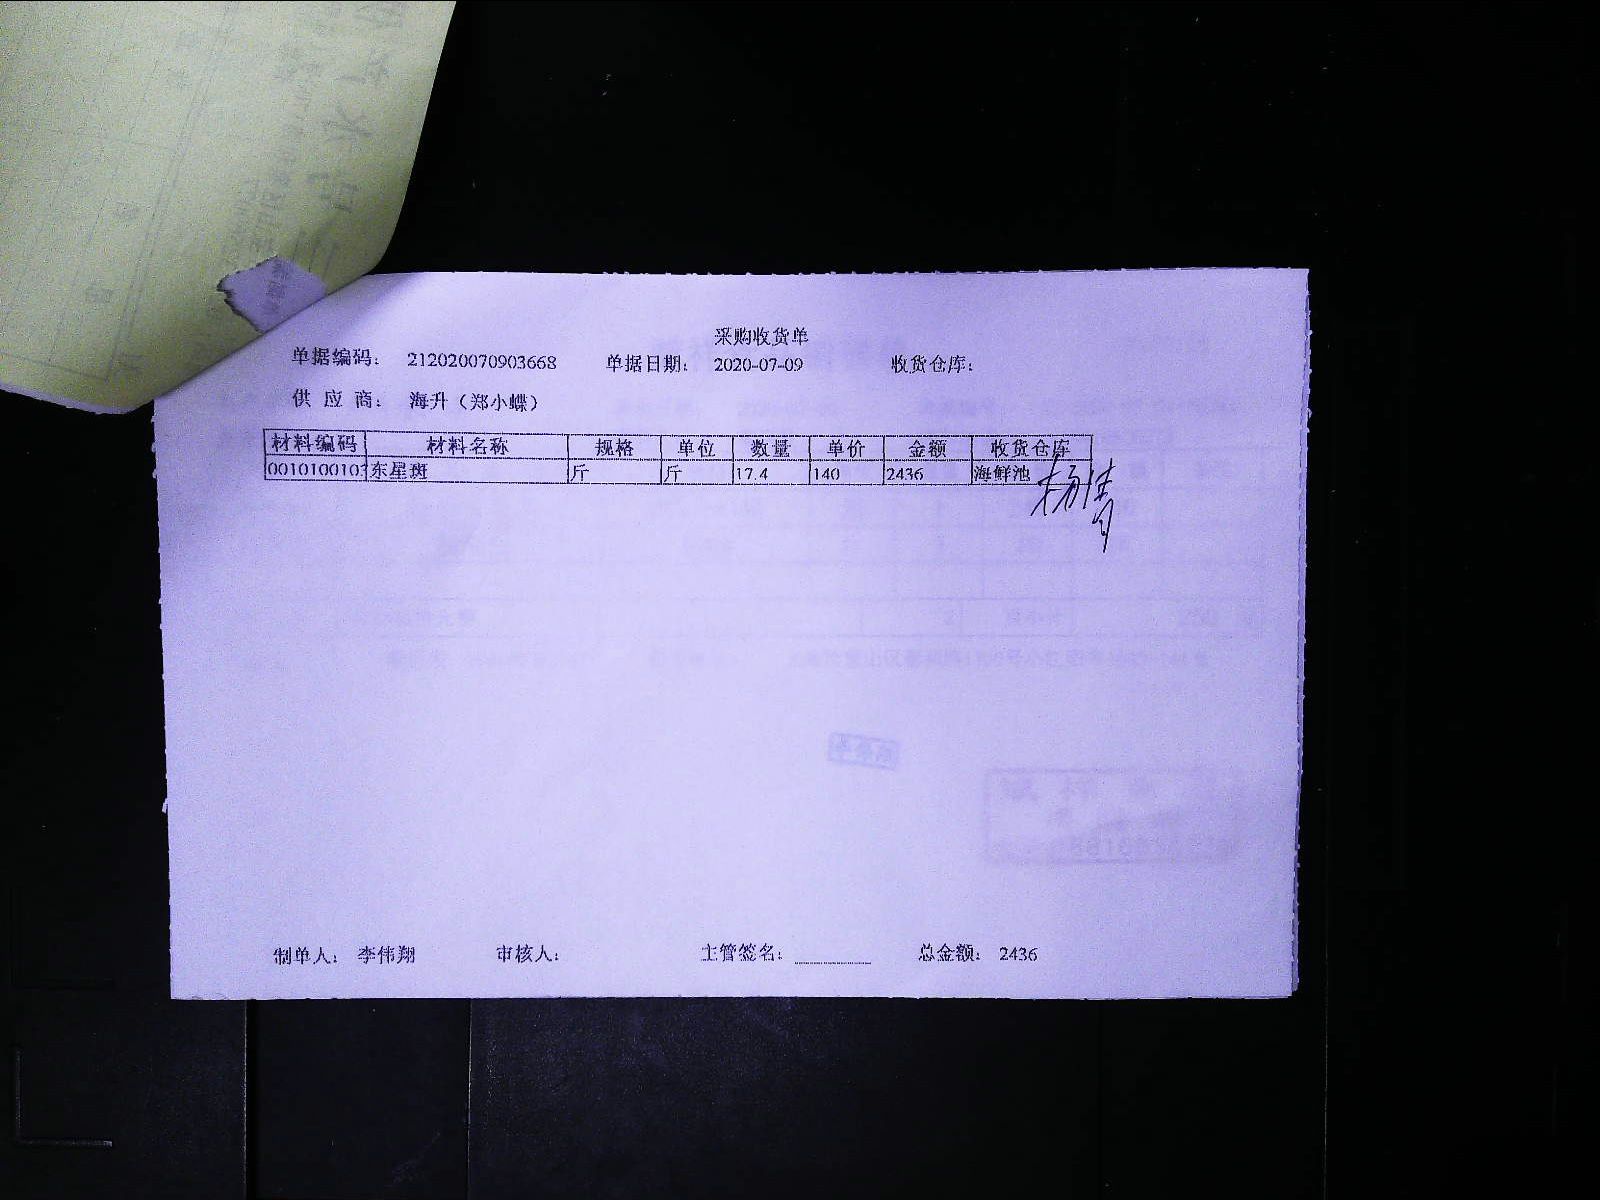 采购收货单
单据编码： 212020070903668 单据日期： 2020-07-09 收货仓库：
供 应 商： 海升（郑小蝶）
材料编码 材料名称 规格 单位 数量 单价 金额 收货仓库
0010100103 东星斑 斤 斤 17.4 140 2436 海鲜池
杨倩
制单人： 李伟翔 审核人： 主管签名： 总金额： 2436